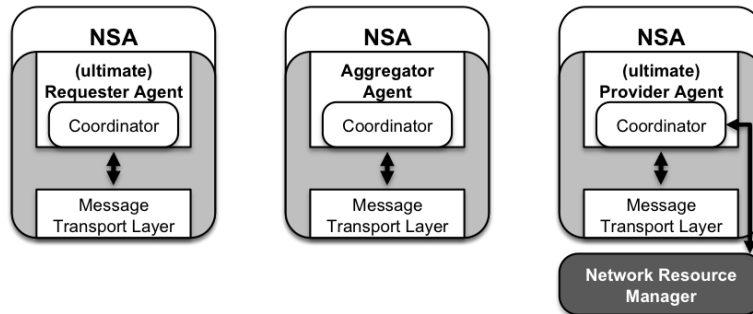 NSA
(ultimate)
Requester Agent
Coordinator
Message
Transport Layer
NSA
Aggregator
Agent
Coordinator
Message
Transport Layer
NSA
(ultimate)
Provider Agent
Coordinator
Message
Transport Layer
Network Resource
Manager